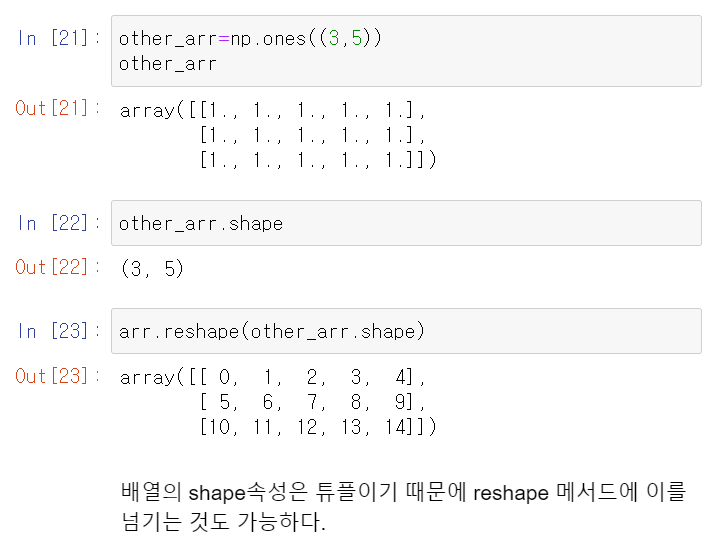 In [21]: other_arr=np.ones((3,5))
other_arr
Out[21]: array([[1., 1., 1., 1., 1.],
[1., 1., 1., 1., 1.],
[1., 1., 1., 1., 1.]])
In [22]: other_arr.shape
Out[22]: (3, 5)
In [23]: arr.reshape(other_arr.shape)
Out[23]: array([[ 0,  1,  2,  3,  4],
[ 5,  6,  7,  8,  9],
[10, 11, 12, 13, 14]])
배열의 shape속성은 튜플이기 때문에 reshape 메서드에 이를
넘기는 것도 가능하다.